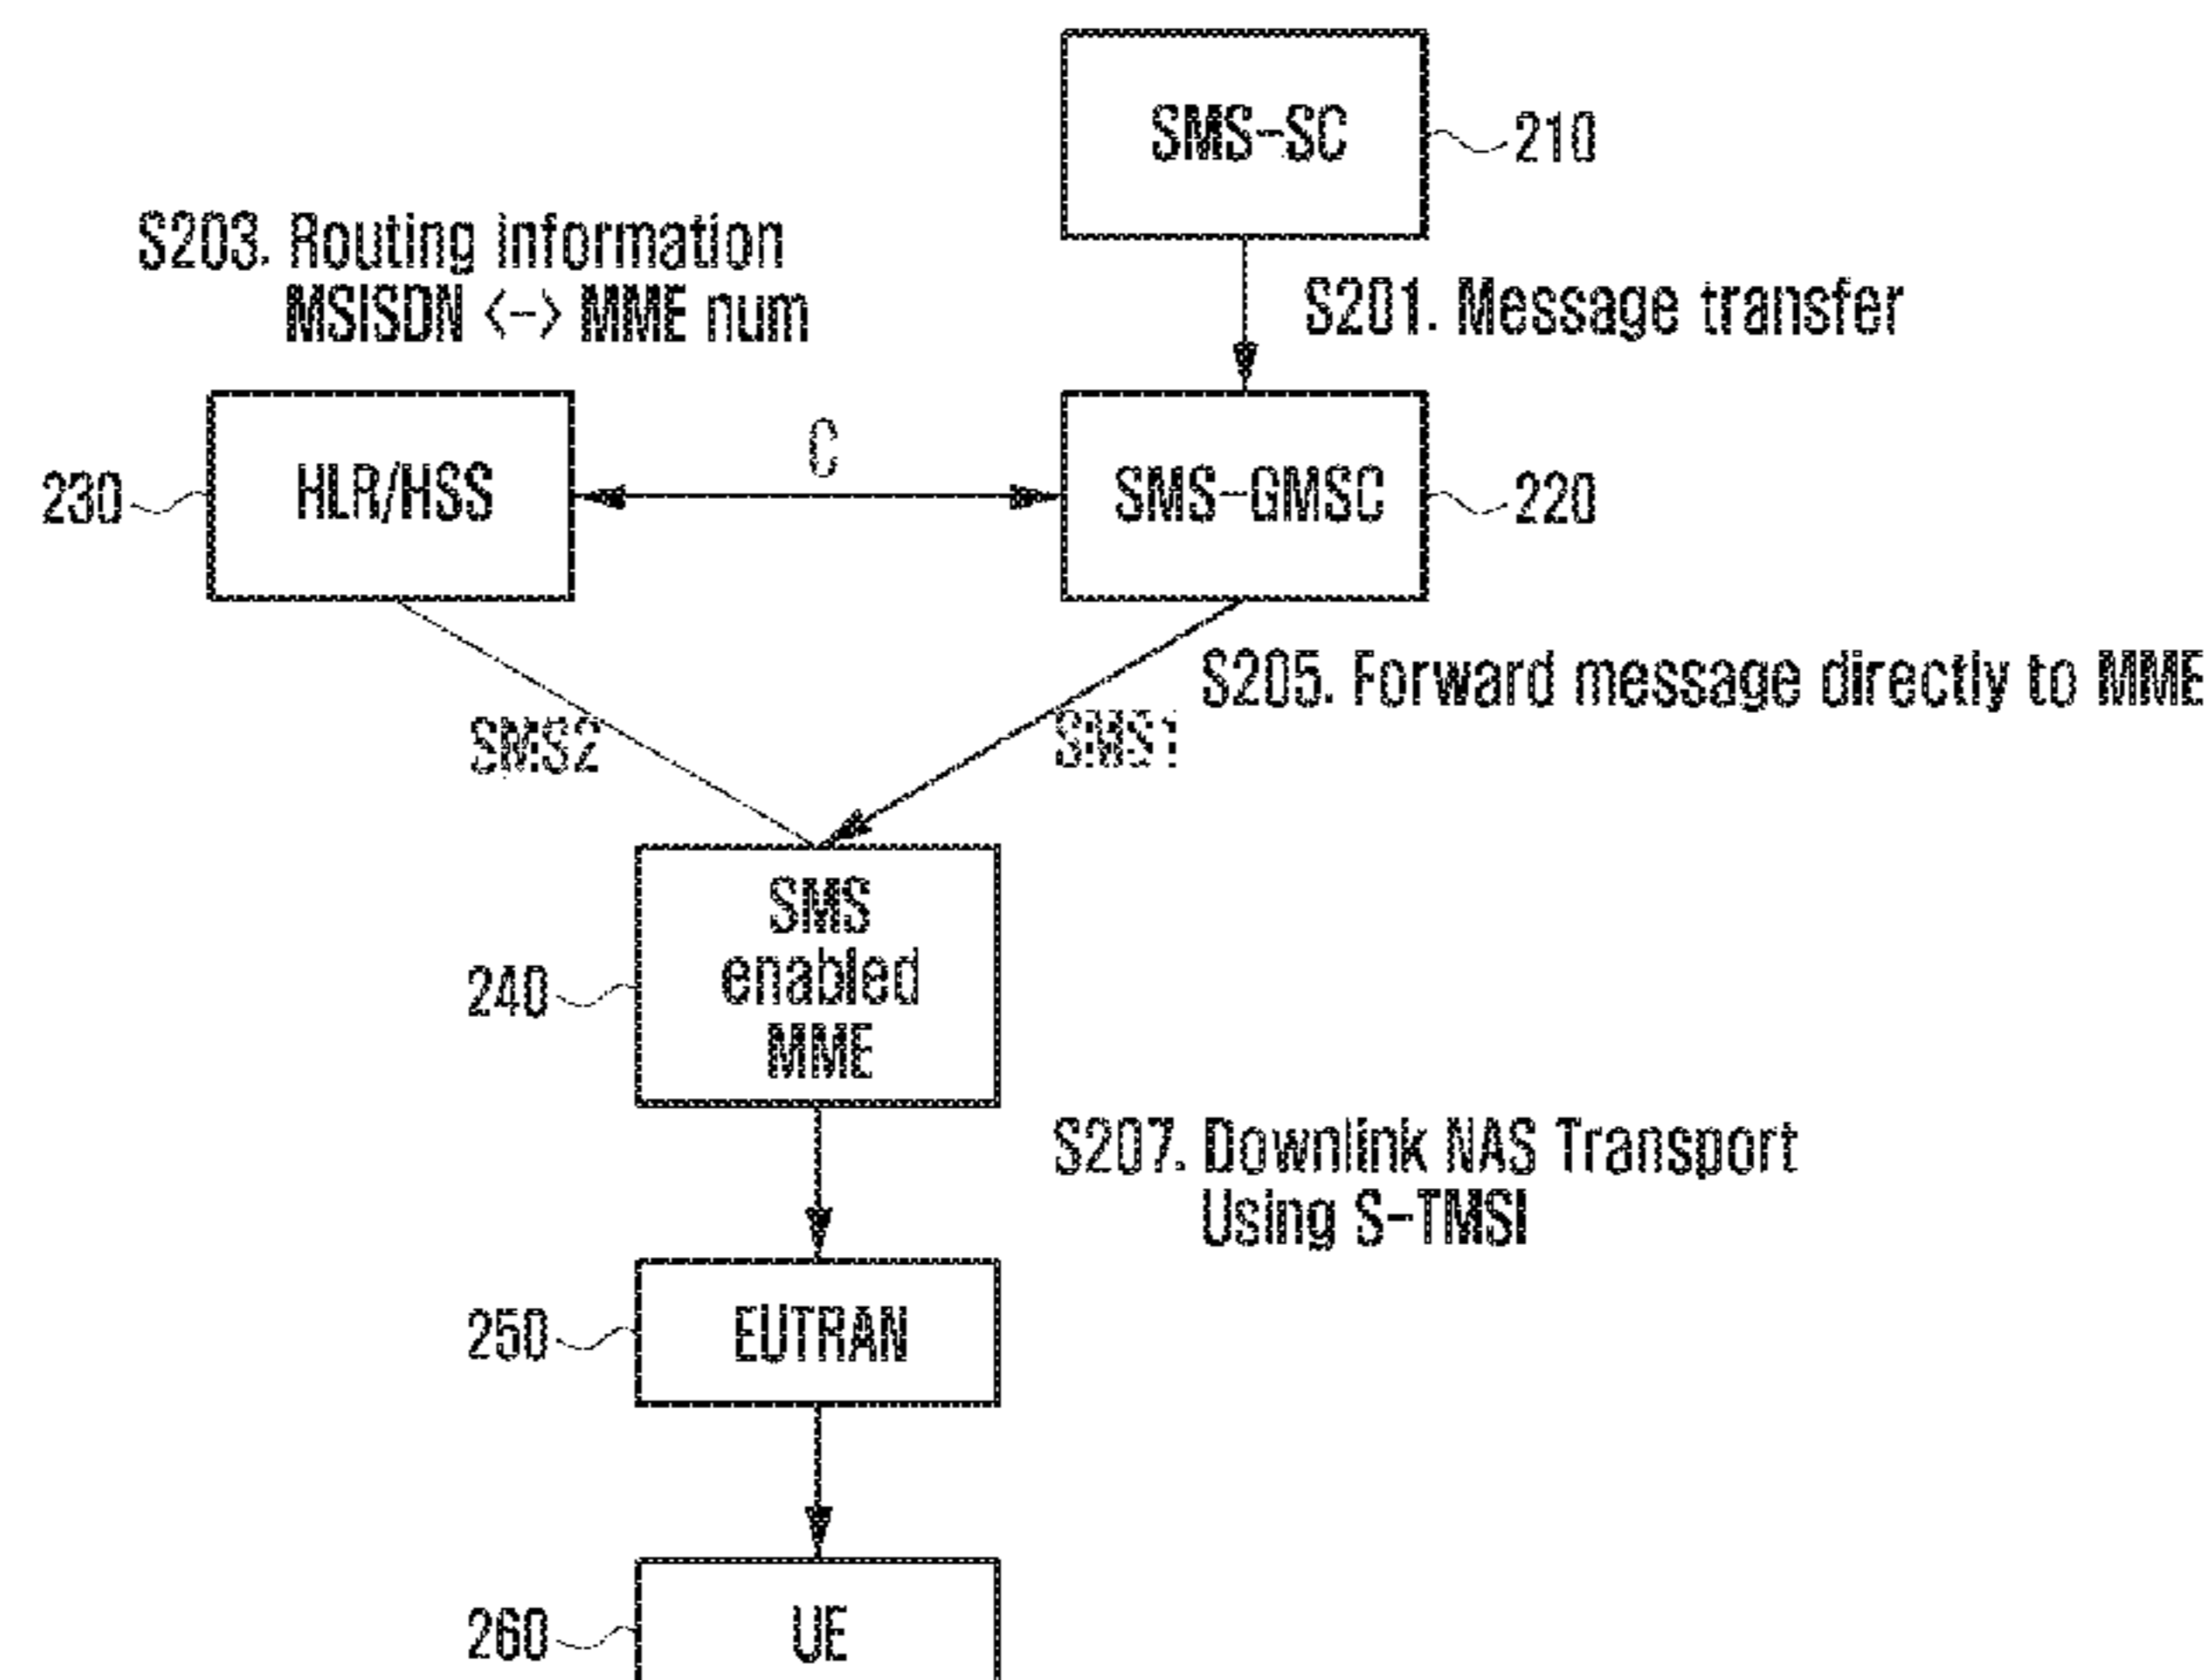 SMS-SC
210
S203. Routing information
MSISDN <-> MME num
S201. Message transfer
230
HLR/HSS
C
SMS-GMSC
220
S205. Forward message directly to MME
SMS2
SMS1
240
SMS
enabled
MME
S207. Downlink NAS Transport
Using S-TMSI
250
EUTRAN
260
UE